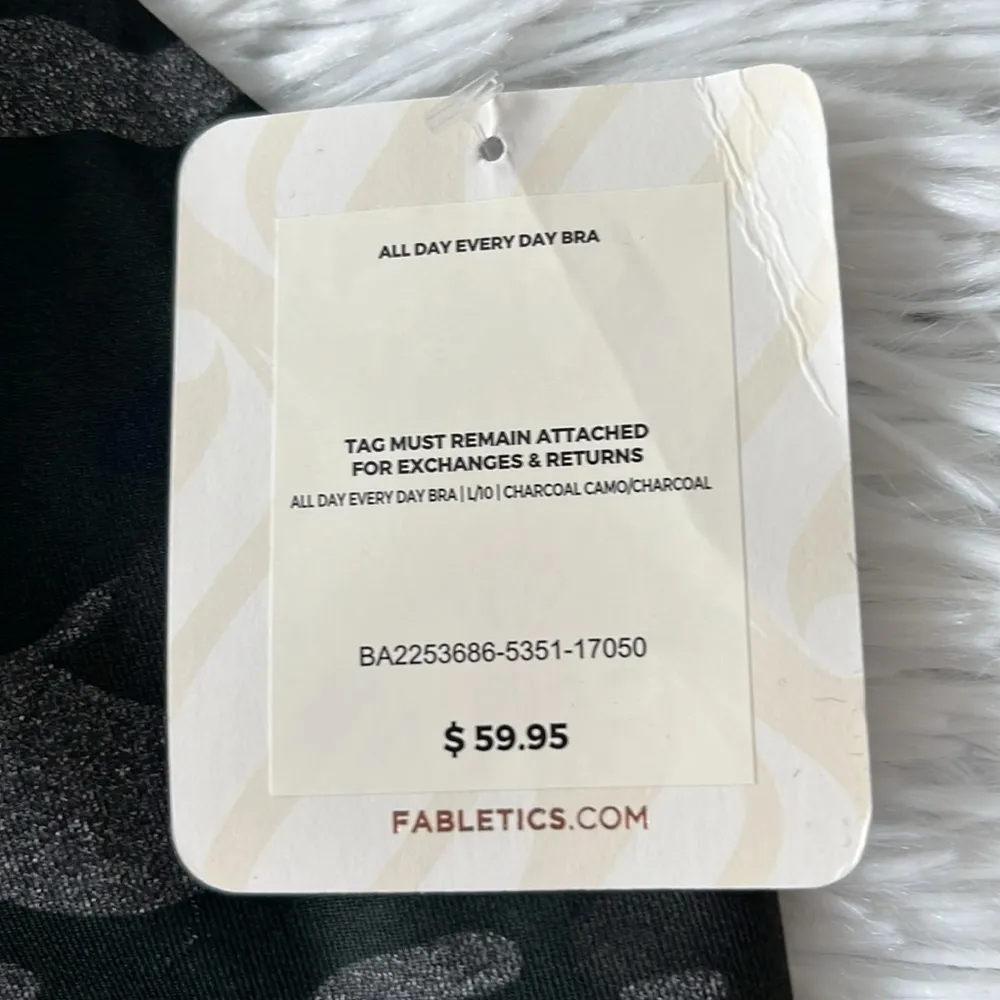 ALL DAY EVERY DAY BRA
TAG MUST REMAIN ATTACHED
FOR EXCHANGES & RETURNS
ALL DAY EVERY DAY BRA | L/10 | CHARCOAL CAMO/CHARCOAL
BA2253686-5351-17050
$ 59.95
FABLETICS.COM